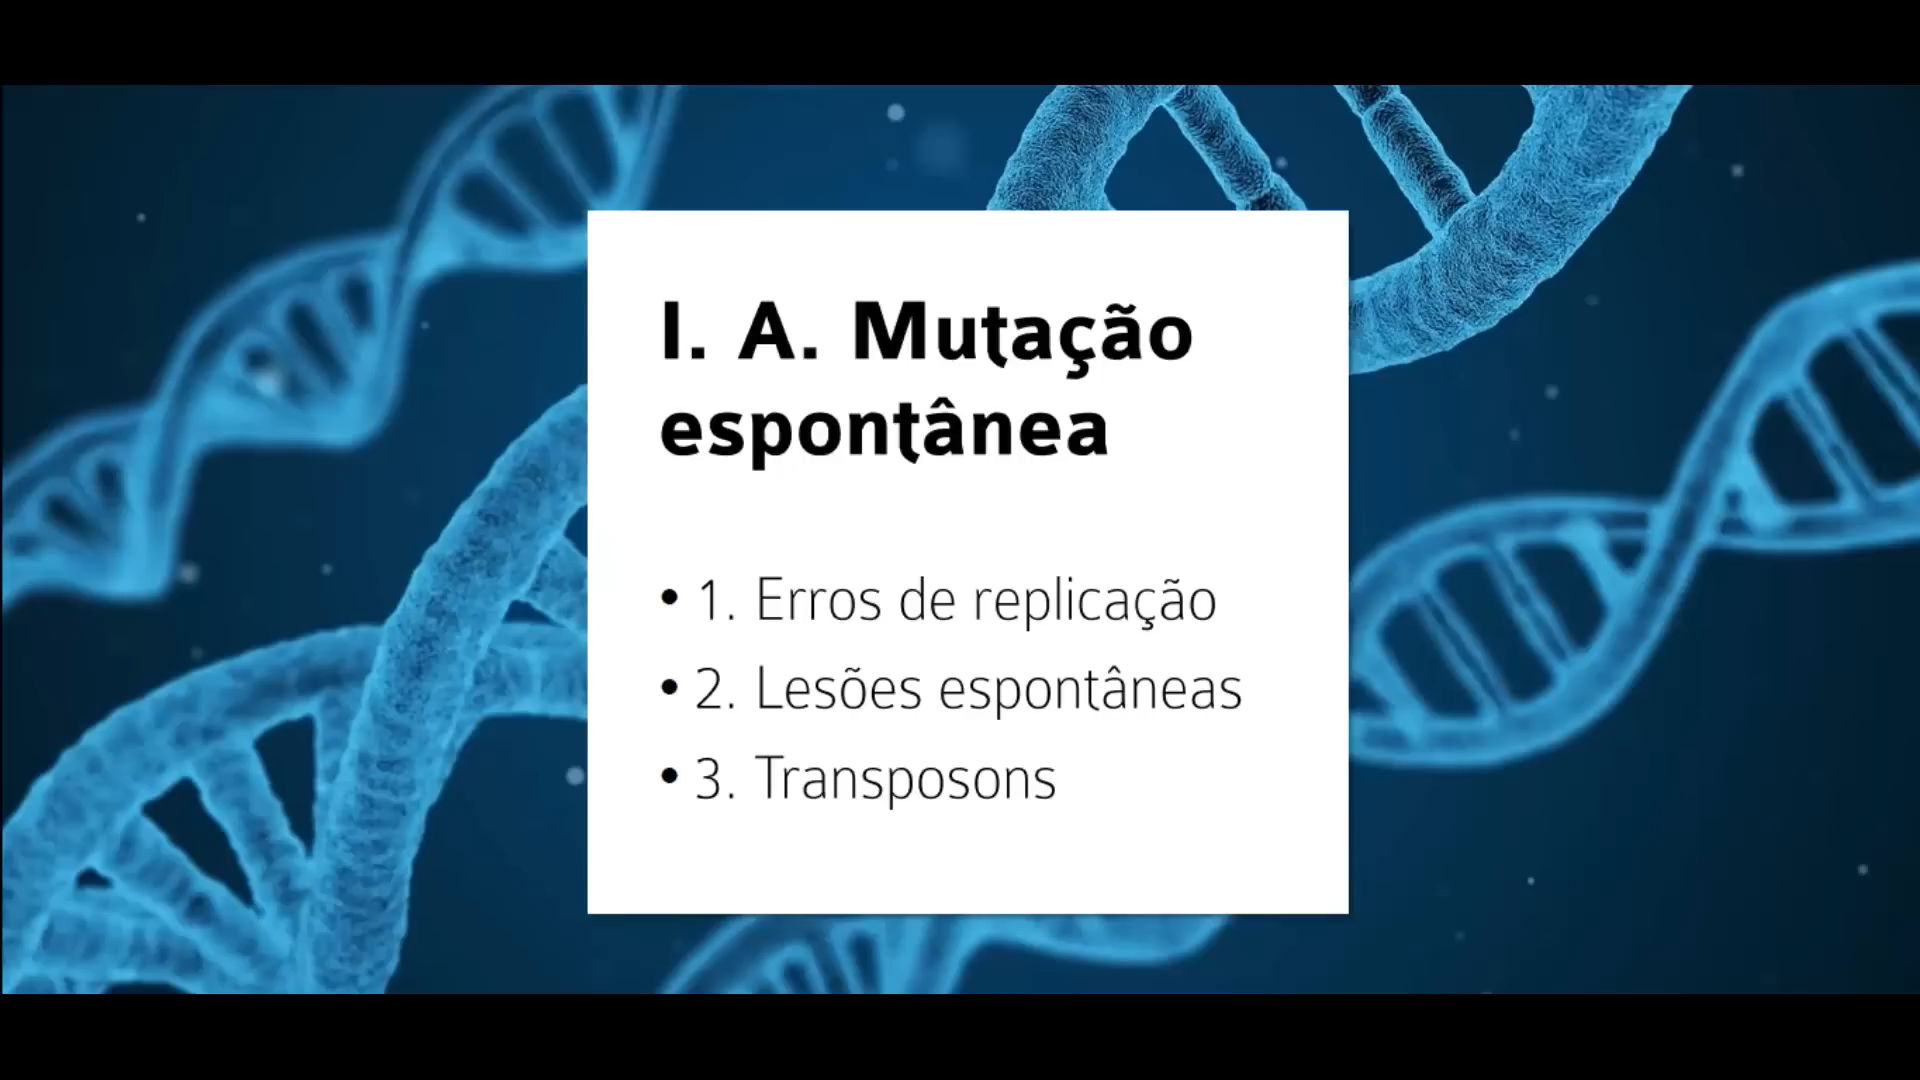 I. A. Mutação
espontânea
• 1. Erros de replicação
• 2. Lesões espontâneas
• 3. Transposons